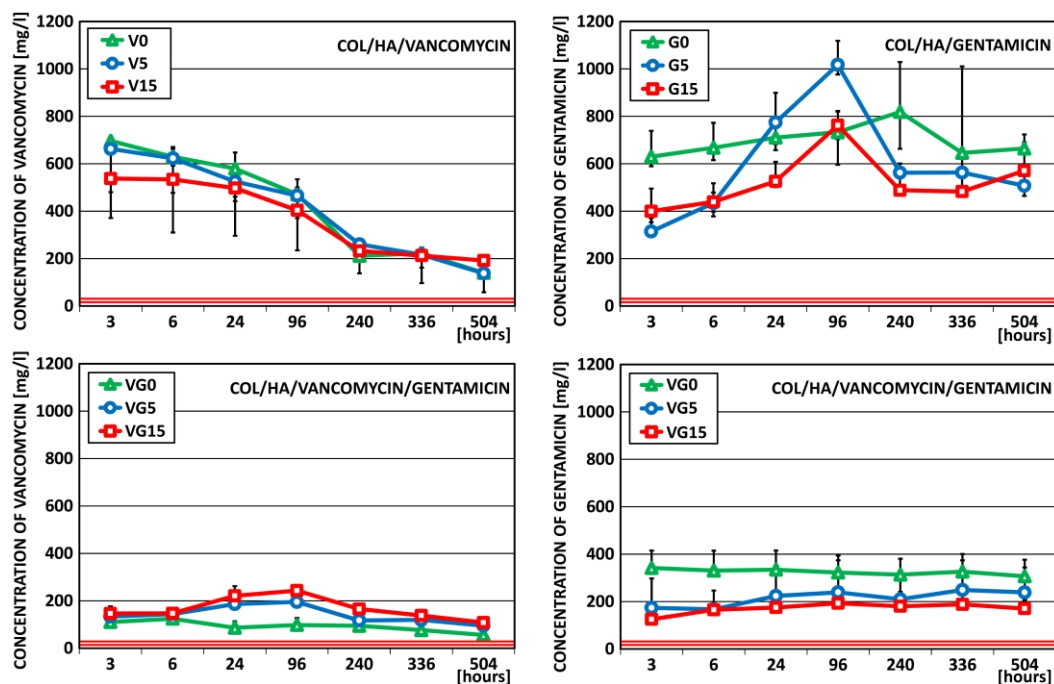 CONCENTRATION OF VANCOMYCIN [mg/l]
1200
1000
800
600
400
200
0
V0
V5
V15
COL/HA/VANCOMYCIN
3 6 24 96 240 336 504
[hours]
CONCENTRATION OF GENTAMICIN [mg/l]
1200
1000
800
600
400
200
0
G0
G5
G15
COL/HA/GENTAMICIN
3 6 24 96 240 336 504
[hours]
CONCENTRATION OF VANCOMYCIN [mg/l]
1200
1000
800
600
400
200
0
VG0
VG5
VG15
COL/HA/VANCOMYCIN/GENTAMICIN
3 6 24 96 240 336 504
[hours]
CONCENTRATION OF GENTAMICIN [mg/l]
1200
1000
800
600
400
200
0
VG0
VG5
VG15
COL/HA/VANCOMYCIN/GENTAMICIN
3 6 24 96 240 336 504
[hours]